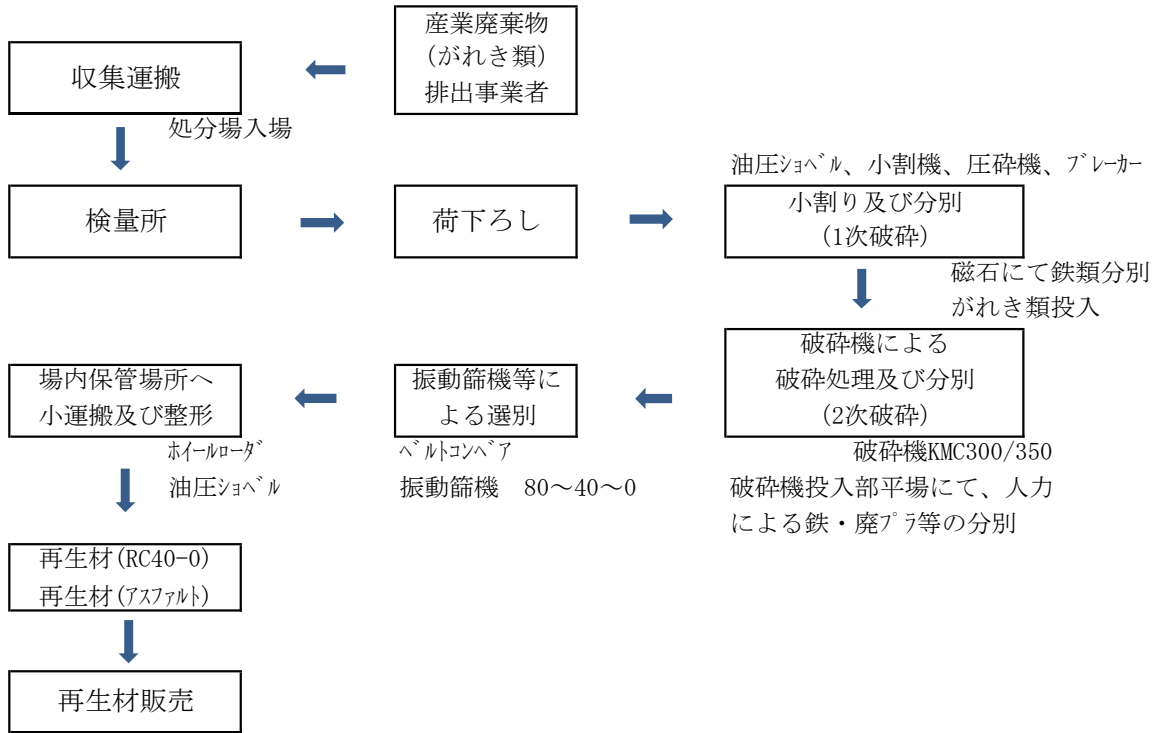 産業廃棄物
(がれき類)
排出事業者
収集運搬
処分場入場
検量所
荷下ろし
油圧ｼｮﾍﾞﾙ、小割機、圧砕機、ﾌﾞﾚｰｶｰ
小割り及び分別
(1次破砕)
磁石にて鉄類分別
がれき類投入
破砕機による
破砕処理及び分別
(2次破砕)
破砕機KMC300/350
破砕機投入部平場にて、人力
による鉄・廃ﾌﾟﾗ等の分別
振動篩機等に
よる選別
ﾍﾞﾙﾄｺﾝﾍﾞｱ
振動篩機　80～40～0
場内保管場所へ
小運搬及び整形
ﾎｲｰﾙﾛｰﾀﾞ
油圧ｼｮﾍﾞﾙ
再生材(RC40-0)
再生材(ｱｽﾌｧﾙﾄ)
再生材販売